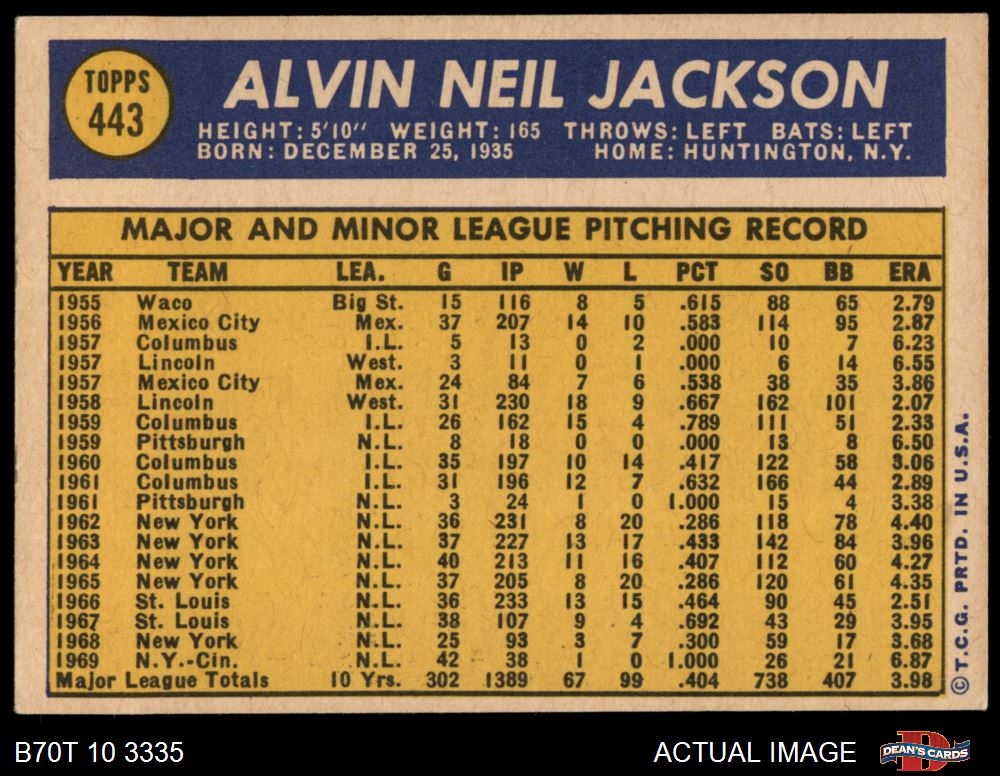 TOPPS
443
ALVIN NEIL JACKSON
HEIGHT: 5'10" WEIGHT: 165 THROWS: LEFT BATS: LEFT
BORN: DECEMBER 25, 1935 HOME: HUNTINGTON, N.Y.
MAJOR AND MINOR LEAGUE PITCHING RECORD
YEAR TEAM LEA. G IP W L PCT SO BB ERA
1955 Waco Big St. 15 116 8 5 .615 88 65 2.79
1956 Mexico City Mex. 37 207 14 10 .583 114 95 2.87
1957 Columbus I.L. 5 13 0 2 .000 10 7 6.23
1957 Lincoln West. 3 11 0 1 .000 6 14 6.55
1957 Mexico City Mex. 24 84 7 6 .538 38 35 3.86
1958 Lincoln West. 31 230 18 9 .667 162 101 2.07
1959 Columbus I.L. 26 162 15 4 .789 111 51 2.33
1959 Pittsburgh N.L. 8 18 0 0 .000 13 8 6.50
1960 Columbus I.L. 35 197 10 14 .417 122 58 3.06
1961 Columbus I.L. 31 196 12 7 .632 166 44 2.89
1961 Pittsburgh N.L. 3 24 1 0 1.000 15 4 3.38
1962 New York N.L. 36 231 8 20 .286 118 78 4.40
1963 New York N.L. 37 227 13 17 .433 142 84 3.96
1964 New York N.L. 40 213 11 16 .407 112 60 4.27
1965 New York N.L. 37 205 8 20 .286 120 61 4.35
1966 St. Louis N.L. 36 233 13 15 .464 90 45 2.51
1967 St. Louis N.L. 38 107 9 4 .692 43 29 3.95
1968 New York N.L. 25 93 3 7 .300 59 17 3.68
1969 N.Y.-Cin. N.L. 42 38 1 0 1.000 26 21 6.87
Major League Totals 10 Yrs. 302 1389 67 99 .404 738 407 3.98
©T.C.G. PRTD. IN U.S.A.
B70T 10 3335
ACTUAL IMAGE
DEAN'S CARDS